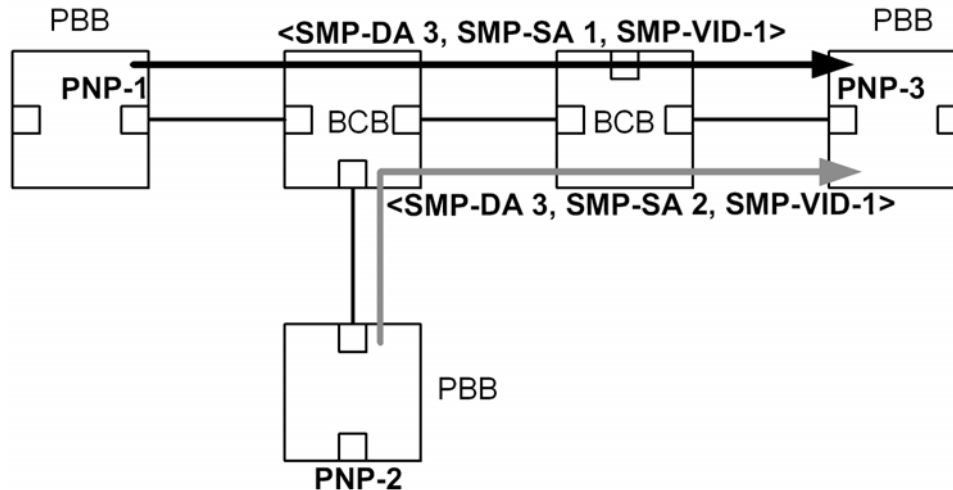 PBB
<SMP-DA 3, SMP-SA 1, SMP-VID-1>
PBB
PNP-1
PNP-3
BCB
BCB
<SMP-DA 3, SMP-SA 2, SMP-VID-1>
PBB
PNP-2